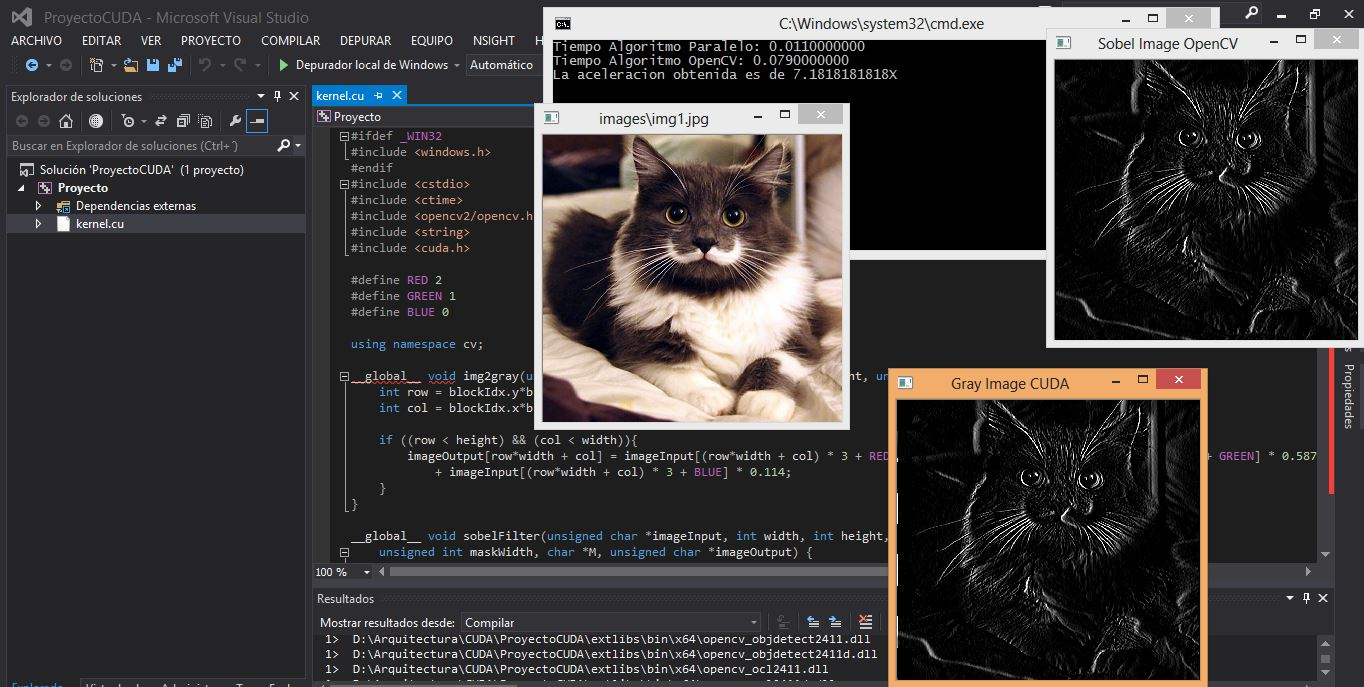 ProyectoCUDA - Microsoft Visual Studio
ARCHIVO EDITAR VER PROYECTO COMPILAR DEPURAR EQUIPO NSIGHT
Depurador local de Windows Automático
C:\Windows\system32\cmd.exe
Tiempo Algoritmo Paralelo: 0.0110000000
Tiempo Algoritmo OpenCV: 0.0790000000
La aceleracion obtenida es de 7.1818181818X
Sobel Image OpenCV
images\img1.jpg
Gray Image CUDA
Explorador de soluciones
Buscar en Explorador de soluciones (Ctrl+´)
Solución 'ProyectoCUDA' (1 proyecto)
Proyecto
Dependencias externas
kernel.cu
kernel.cu
Proyecto
#ifdef _WIN32
#include <windows.h>
#endif
#include <cstdio>
#include <ctime>
#include <opencv2/opencv.h
#include <string>
#include <cuda.h>
#define RED 2
#define GREEN 1
#define BLUE 0
using namespace cv;
__global__ void img2gray(u nt, un
int row = blockIdx.y*b
int col = blockIdx.x*b
if ((row < height) && (col < width)){
imageOutput[row*width + col] = imageInput[(row*width + col) * 3 + RED + GREEN] * 0.587
+ imageInput[(row*width + col) * 3 + BLUE] * 0.114;
}
}
__global__ void sobelFilter(unsigned char *imageInput, int width, int height,
unsigned int maskWidth, char *M, unsigned char *imageOutput) {
100 %
Propiedades
Resultados
Mostrar resultados desde: Compilar
1> D:\Arquitectura\CUDA\ProyectoCUDA\extlibs\bin\x64\opencv_objdetect2411.dll
1> D:\Arquitectura\CUDA\ProyectoCUDA\extlibs\bin\x64\opencv_objdetect2411d.dll
1> D:\Arquitectura\CUDA\ProyectoCUDA\extlibs\bin\x64\opencv_ocl2411.dll